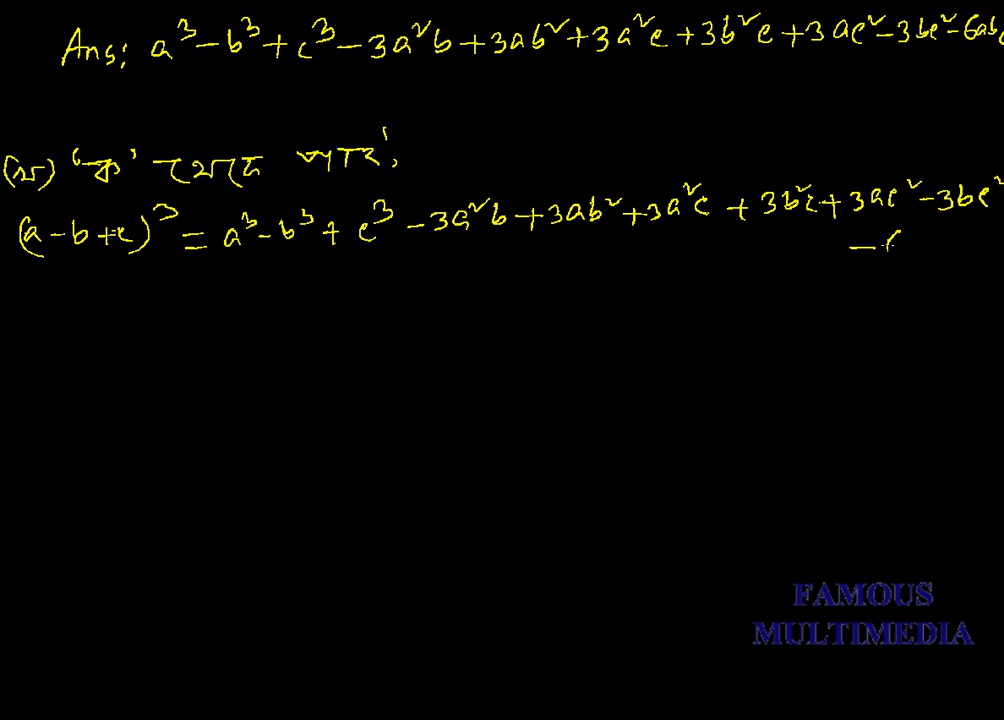 Ans: a³ - b³ + c³ - 3a²b + 3ab² + 3a²c + 3b²c + 3ac² - 3bc² - 6abc
(খ) 'ক' থেকে পাই,
(a - b + c)³ = a³ - b³ + c³ - 3a²b + 3ab² + 3a²c + 3b²c + 3ac² - 3bc²
- 6
FAMOUS
MULTIMEDIA